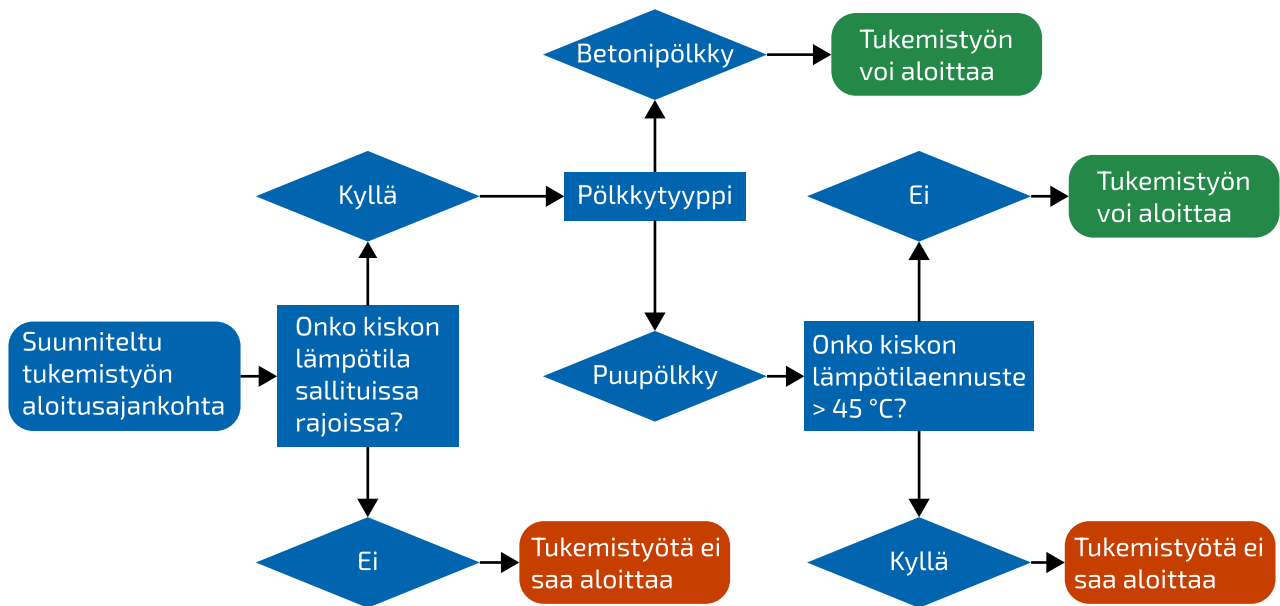 Suunniteltu
tukemistyön
aloitusajankohta
Onko kiskon
lämpötila
sallituissa
rajoissa?
Kyllä
Ei
Tukemistyötä ei
saa aloittaa
Pölkkytyyppi
Betonipölkky
Tukemistyön
voi aloittaa
Puupölkky
Onko kiskon
lämpötilaennuste
> 45 °C?
Ei
Tukemistyön
voi aloittaa
Kyllä
Tukemistyötä ei
saa aloittaa